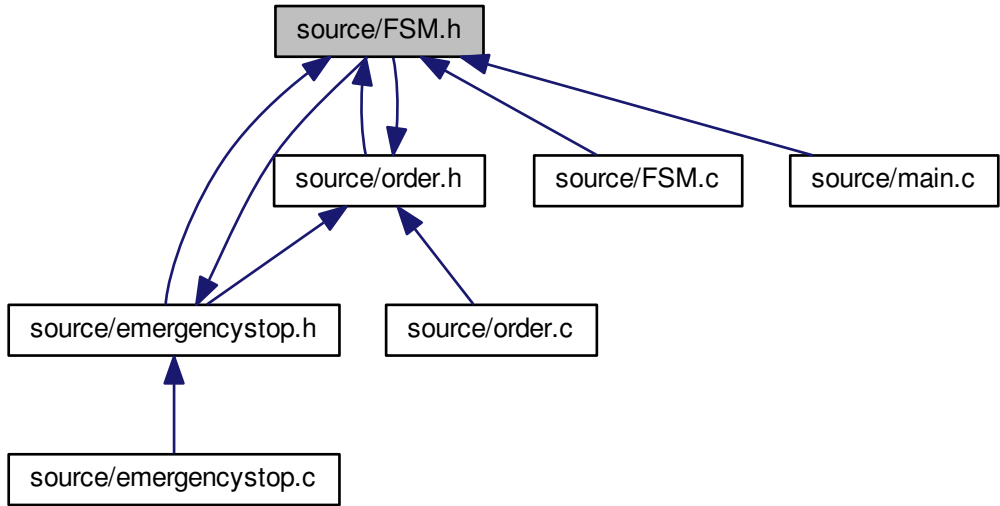 source/FSM.h
source/order.h
source/FSM.c
source/main.c
source/emergencystop.h
source/order.c
source/emergencystop.c